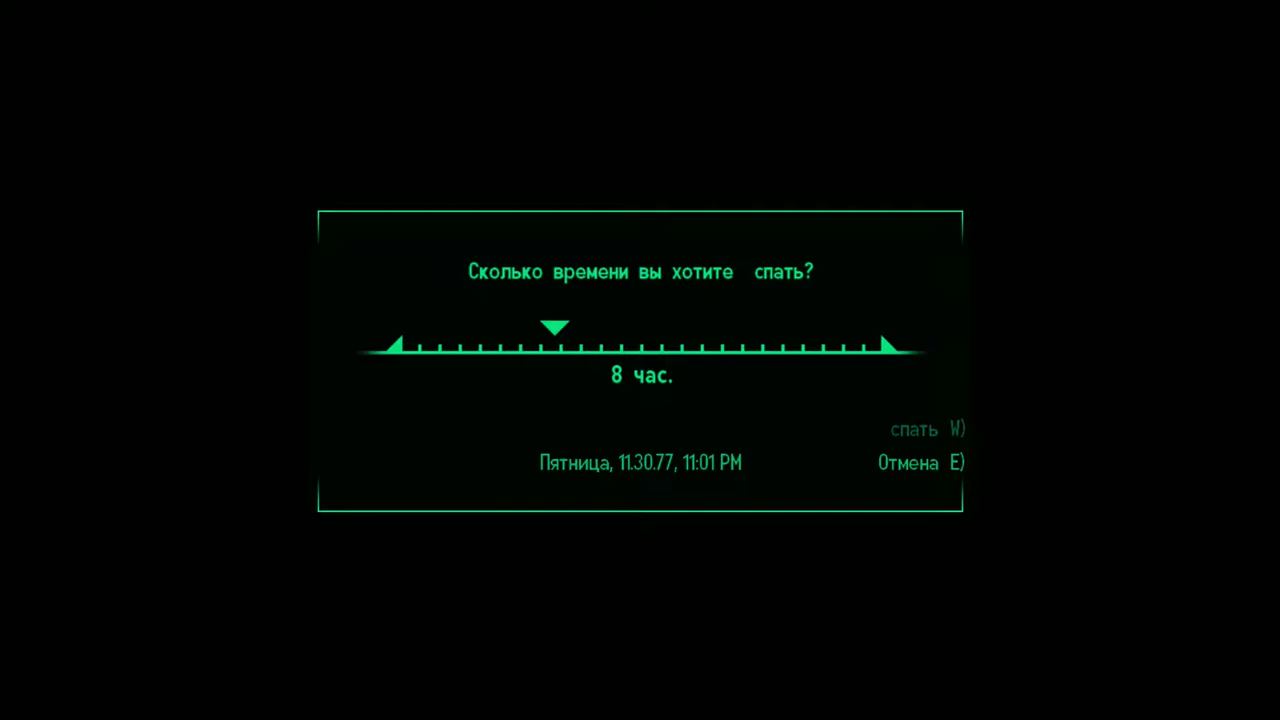 Сколько времени вы хотите спать?
8 час.
спать W)
Пятница, 11.30.77, 11:01 PM
Отмена E)